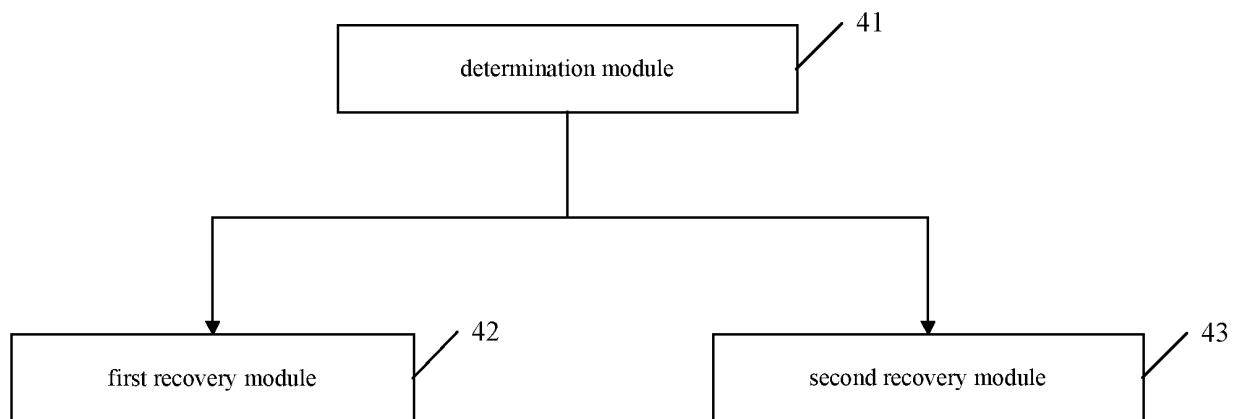 41
determination module
42
first recovery module
43
second recovery module